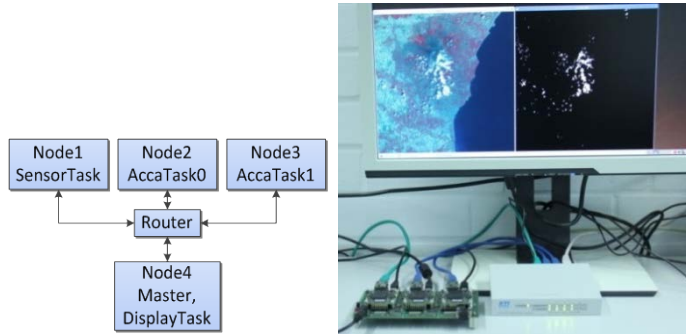 Node1
SensorTask
Node2
AccaTask0
Node3
AccaTask1
Router
Node4
Master,
DisplayTask